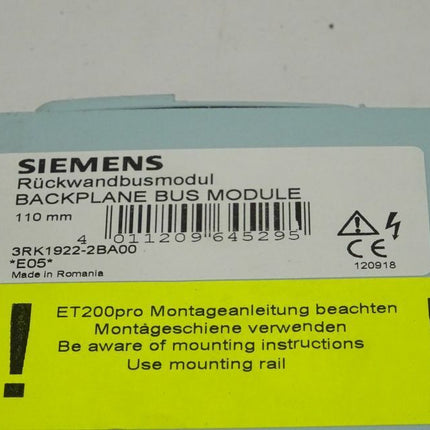 SIEMENS
Rückwandbusmodul
BACKPLANE BUS MODULE
110 mm
4 011209 645295
3RK1922-2BA00
*E05*
Made in Romania
CE
120918
! ET200pro Montageanleitung beachten !
Montageschiene verwenden
Be aware of mounting instructions
Use mounting rail